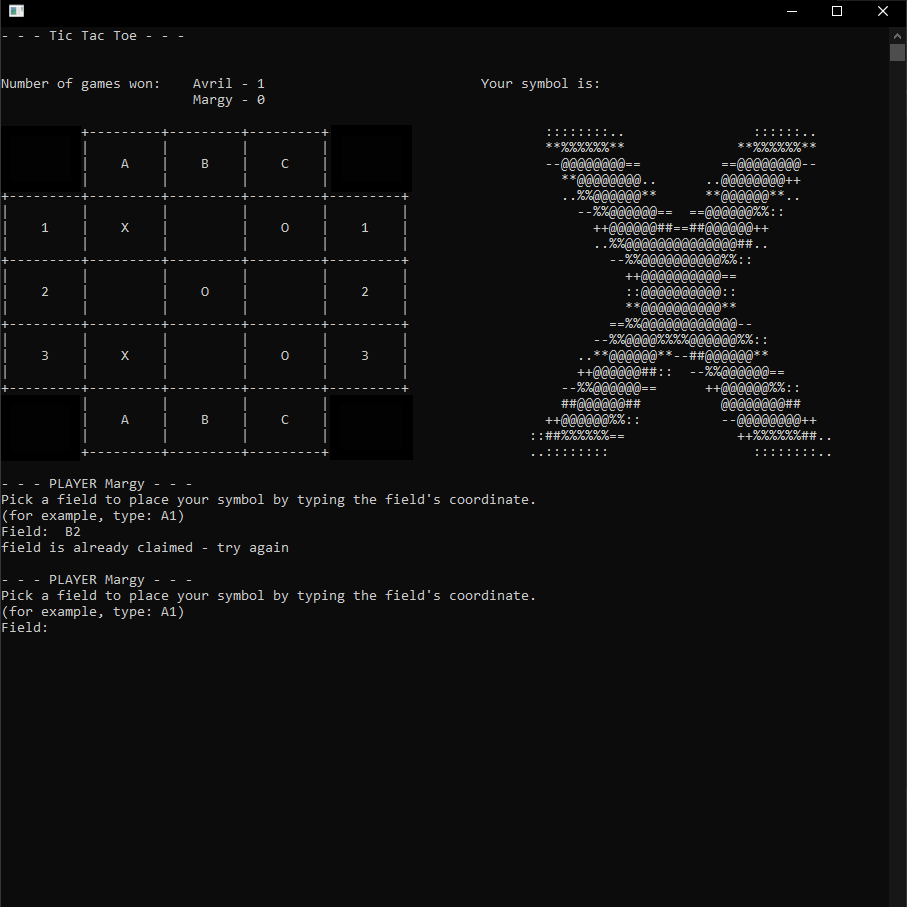 - - - Tic Tac Toe - - -
Number of games won: Avril - 1 Your symbol is:
Margy - 0
A B C
1 X O 1
2 O 2
3 X O 3
A B C
- - - PLAYER Margy - - -
Pick a field to place your symbol by typing the field's coordinate.
(for example, type: A1)
Field: B2
field is already claimed - try again
- - - PLAYER Margy - - -
Pick a field to place your symbol by typing the field's coordinate.
(for example, type: A1)
Field: